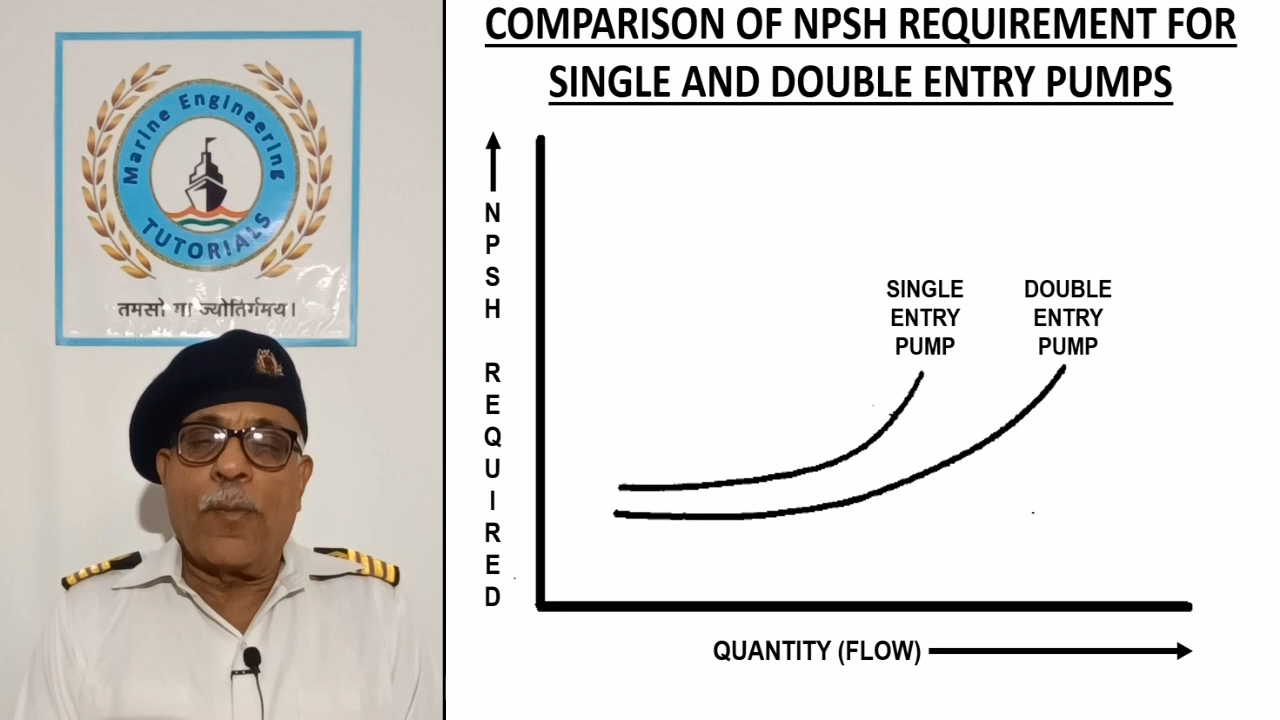 COMPARISON OF NPSH REQUIREMENT FOR
SINGLE AND DOUBLE ENTRY PUMPS
Marine Engineering
TUTORIALS
तमसो मा ज्योतिर्गमय।
NPSH REQUIRED
SINGLE
ENTRY
PUMP
DOUBLE
ENTRY
PUMP
QUANTITY (FLOW)